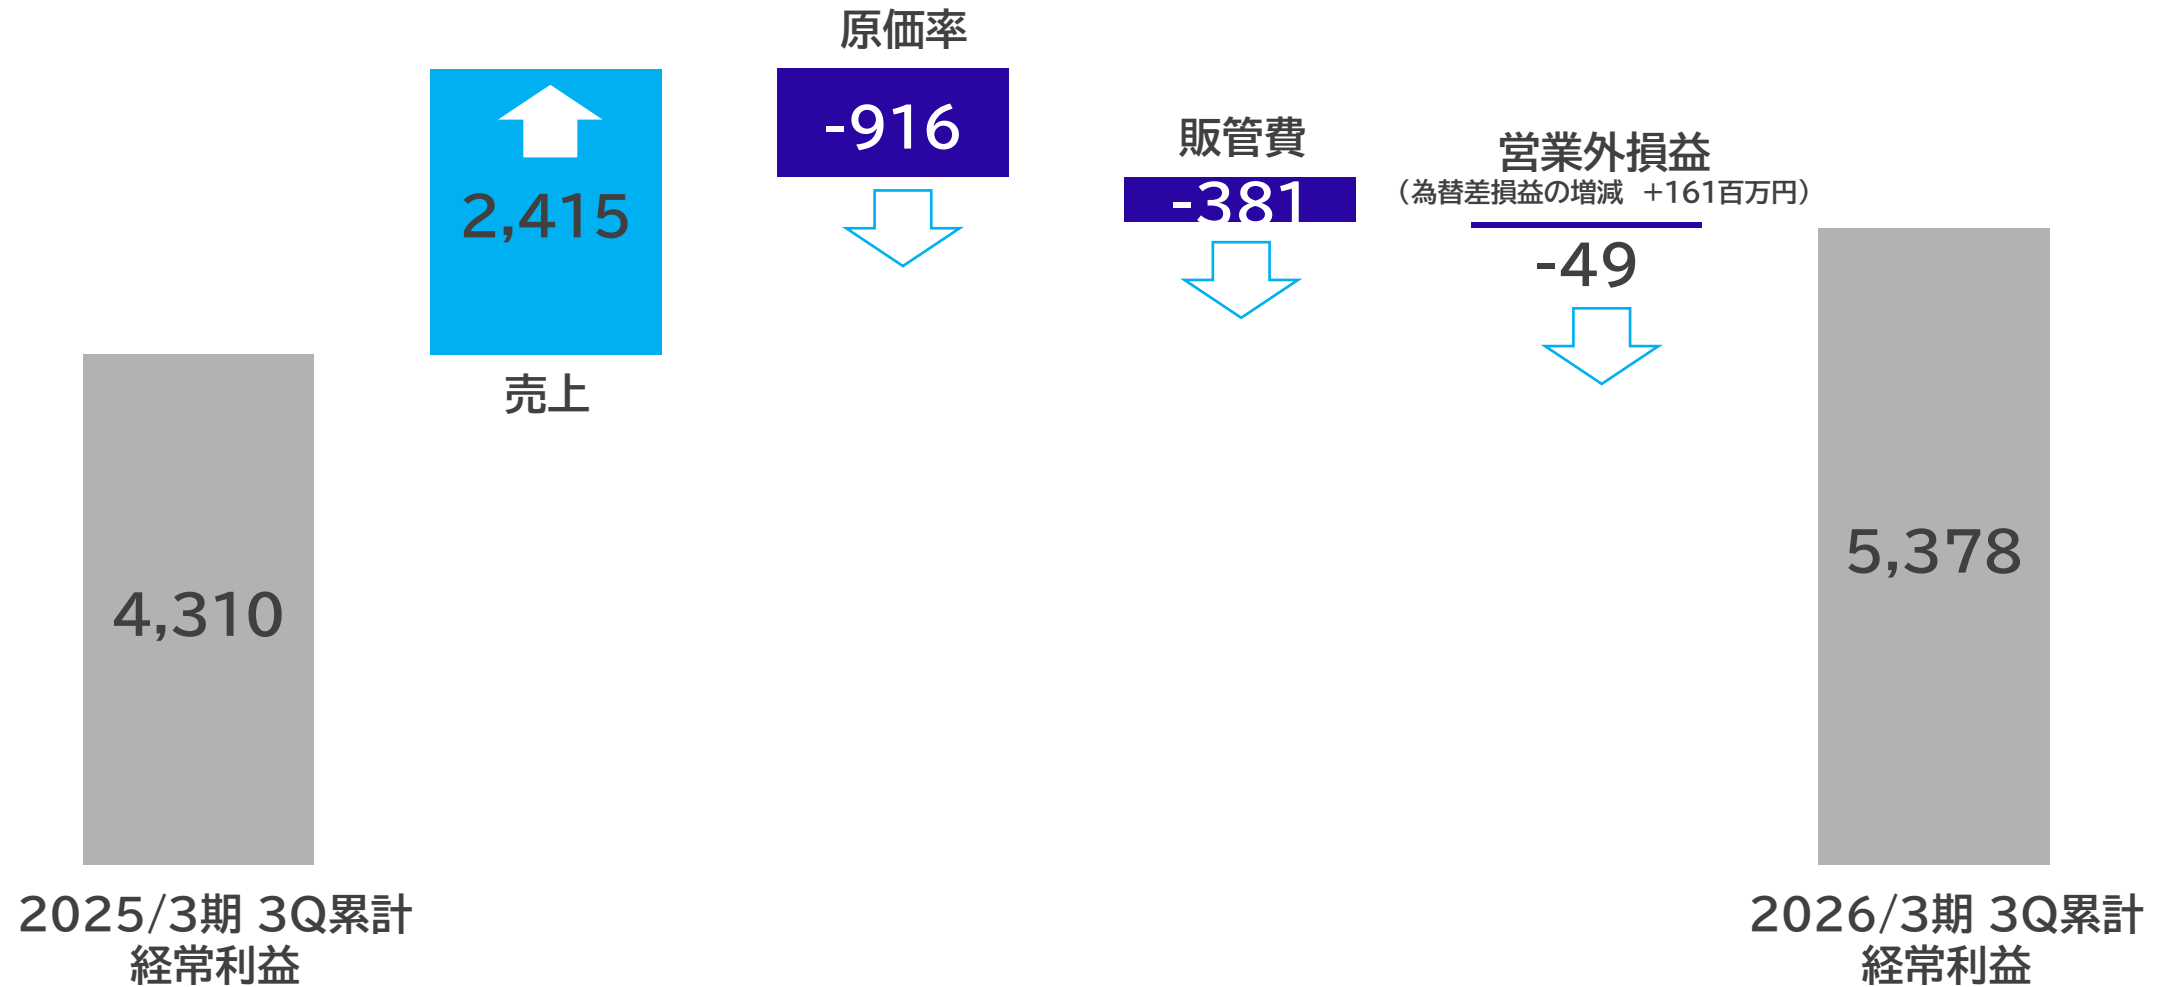 原価率
-916
2,415
売上
販管費
-381
営業外損益
（為替差損益の増減 +161百万円）
-49
4,310
5,378
2025/3期 3Q累計
経常利益
2026/3期 3Q累計
経常利益